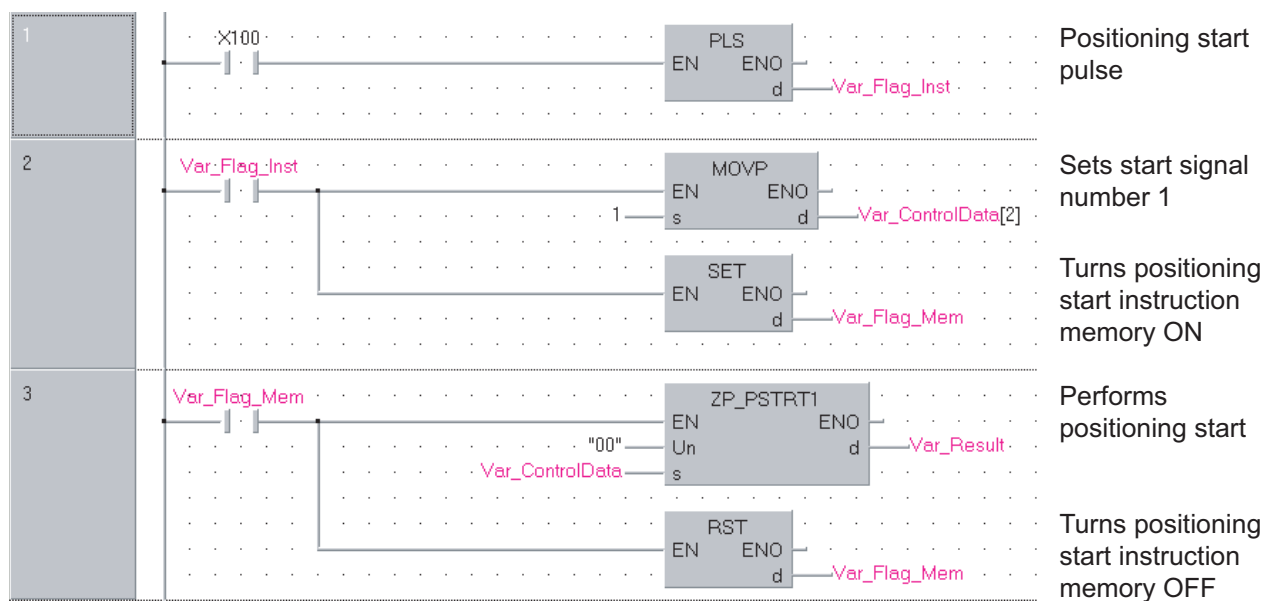 1
X100
PLS
EN ENO
d Var_Flag_Inst
Positioning start
pulse
2
Var_Flag_Inst
MOVP
EN ENO
1 s d Var_ControlData[2]
Sets start signal
number 1
SET
EN ENO
d Var_Flag_Mem
Turns positioning
start instruction
memory ON
3
Var_Flag_Mem
ZP_PSTRT1
EN ENO
"00" Un d Var_Result
Var_ControlData s
Performs
positioning start
RST
EN ENO
d Var_Flag_Mem
Turns positioning
start instruction
memory OFF